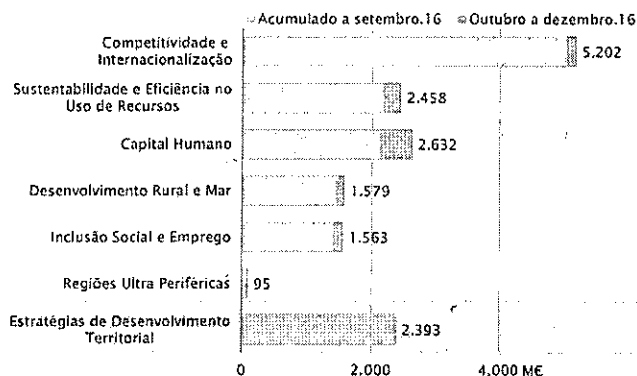 Acumulado a setembro.16 Outubro a dezembro.16
Competitividade e
Internacionalização
5.202
Sustentabilidade e Eficiência no
Uso de Recursos
2.458
Capital Humano
2.632
Desenvolvimento Rural e Mar
1.579
Inclusão Social e Emprego
1.563
Regiões Ultra Periféricas
95
Estratégias de Desenvolvimento
Territorial
2.393
0 2.000 4.000 M€